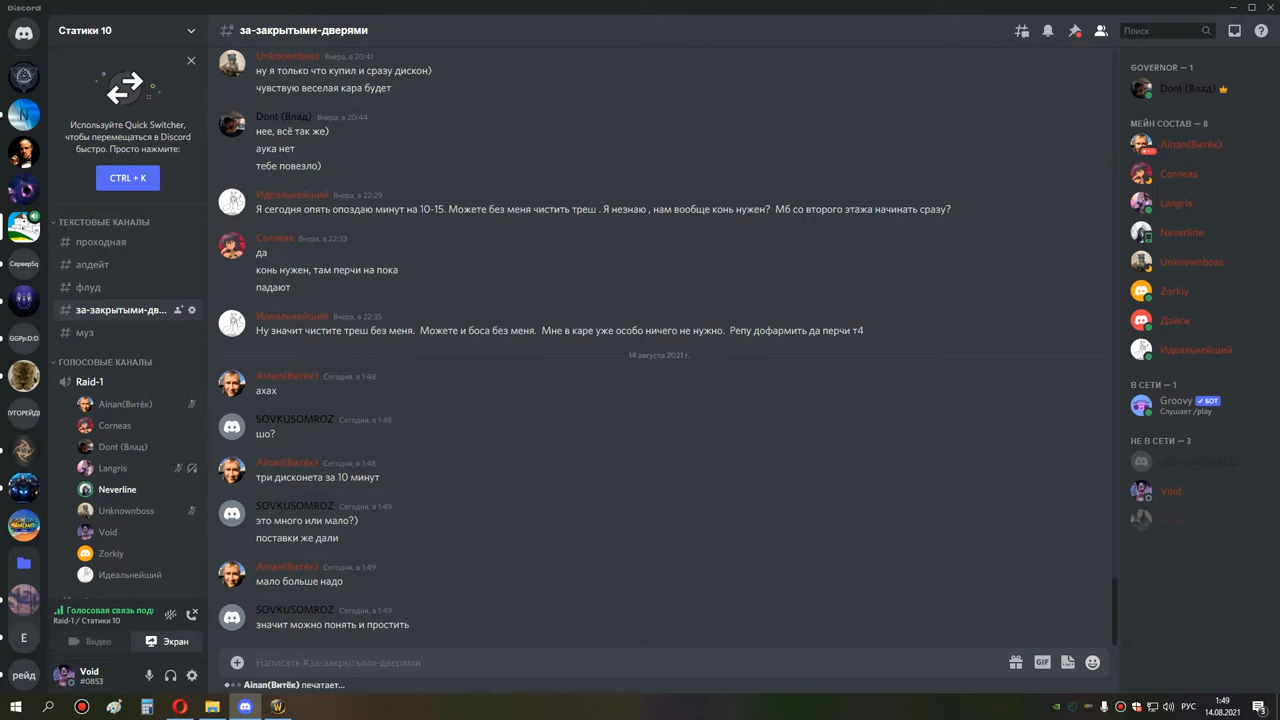 Discord
Статики 10
Используйте Quick Switcher,
чтобы перемещаться в Discord
быстро. Просто нажмите:
CTRL + K
ТЕКСТОВЫЕ КАНАЛЫ
проходная
апдейт
флуд
за-закрытыми-дв...
муз
ГОЛОСОВЫЕ КАНАЛЫ
Raid-1
Ainan(Витёк)
Corneas
Dont (Влад)
Langris
Neverline
Unknownboss
Void
Zorkiy
Идеальнейший
Голосовая связь под
Raid-1 / Статики 10
Видео
Экран
Void
#0853
СерверSq
GGPp:D:D
E
рейд
за-закрытыми-дверями
Поиск
Unknownboss Вчера, в 20:41
ну я только что купил и сразу дискон)
чувствую веселая кара будет
Dont (Влад) Вчера, в 20:44
нее, всё так же)
аука нет
тебе повезло)
Идеальнейший Вчера, в 22:29
Я сегодня опять опоздаю минут на 10-15. Можете без меня чистить треш . Я незнаю , нам вообще конь нужен? Мб со второго этажа начинать сразу?
Corneas Вчера, в 22:33
да
конь нужен, там перчи на пока
падают
Идеальнейший Вчера, в 22:35
Ну значит чистите треш без меня. Можете и боса без меня. Мне в каре уже особо ничего не нужно. Репу дофармить да перчи т4
14 августа 2021 г.
Ainan(Витёк) Сегодня, в 1:48
ахах
SOVKUSOMROZ Сегодня, в 1:48
шо?
Ainan(Витёк) Сегодня, в 1:48
три дисконета за 10 минут
SOVKUSOMROZ Сегодня, в 1:49
это много или мало?)
поставки же дали
Ainan(Витёк) Сегодня, в 1:49
мало больше надо
SOVKUSOMROZ Сегодня, в 1:49
значит можно понять и простить
Написать #за-закрытыми-дверями
GIF
Ainan(Витёк) печатает...
GOVERNOR — 1
Dont (Влад)
МЕЙН СОСТАВ — 8
Ainan(Витёк)
Corneas
Langris
Neverline
Unknownboss
Zorkiy
Дайси
Идеальнейший
В СЕТИ — 1
Groovy БОТ
Слушает /play
НЕ В СЕТИ — 3
Void
РУС
1:49
14.08.2021
3